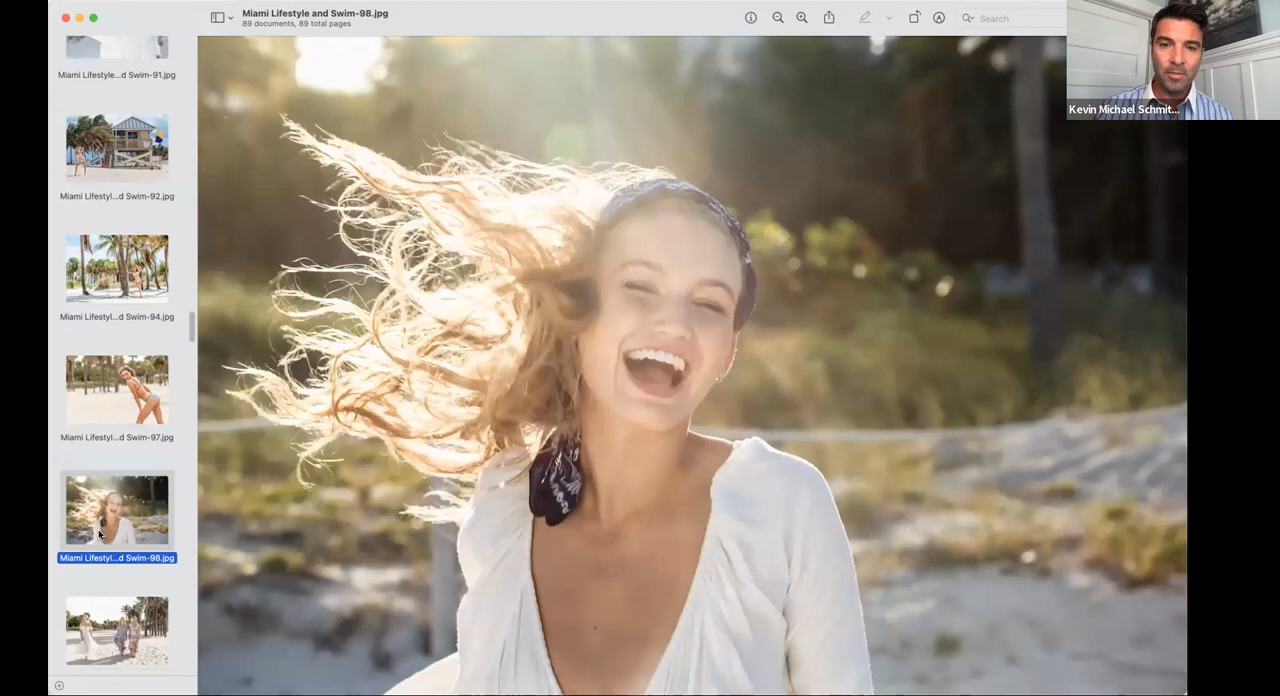 Miami Lifestyle and Swim-98.jpg
89 documents, 89 total pages
Search
Kevin Michael Schmit...
Miami Lifestyle...d Swim-91.jpg
Miami Lifestyl...d Swim-92.jpg
Miami Lifestyl...d Swim-94.jpg
Miami Lifestyl...d Swim-97.jpg
Miami Lifestyl...d Swim-98.jpg